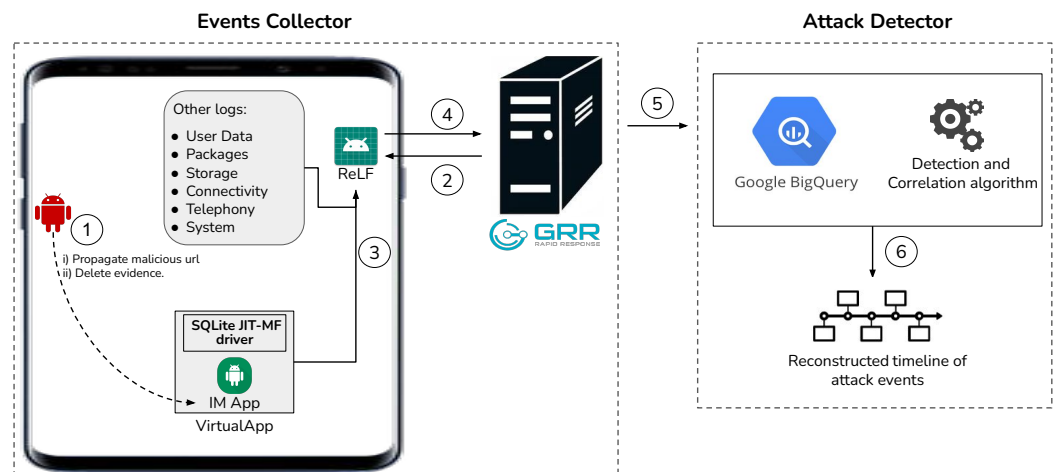 Events Collector
Attack Detector
Other logs:
● User Data
● Packages
● Storage
● Connectivity
● Telephony
● System
ReLF
4
2
GRR
RAPID RESPONSE
5
Google BigQuery
Detection and
Correlation algorithm
1
i) Propagate malicious url
ii) Delete evidence.
3
SQLite JIT-MF
driver
IM App
VirtualApp
6
Reconstructed timeline of
attack events